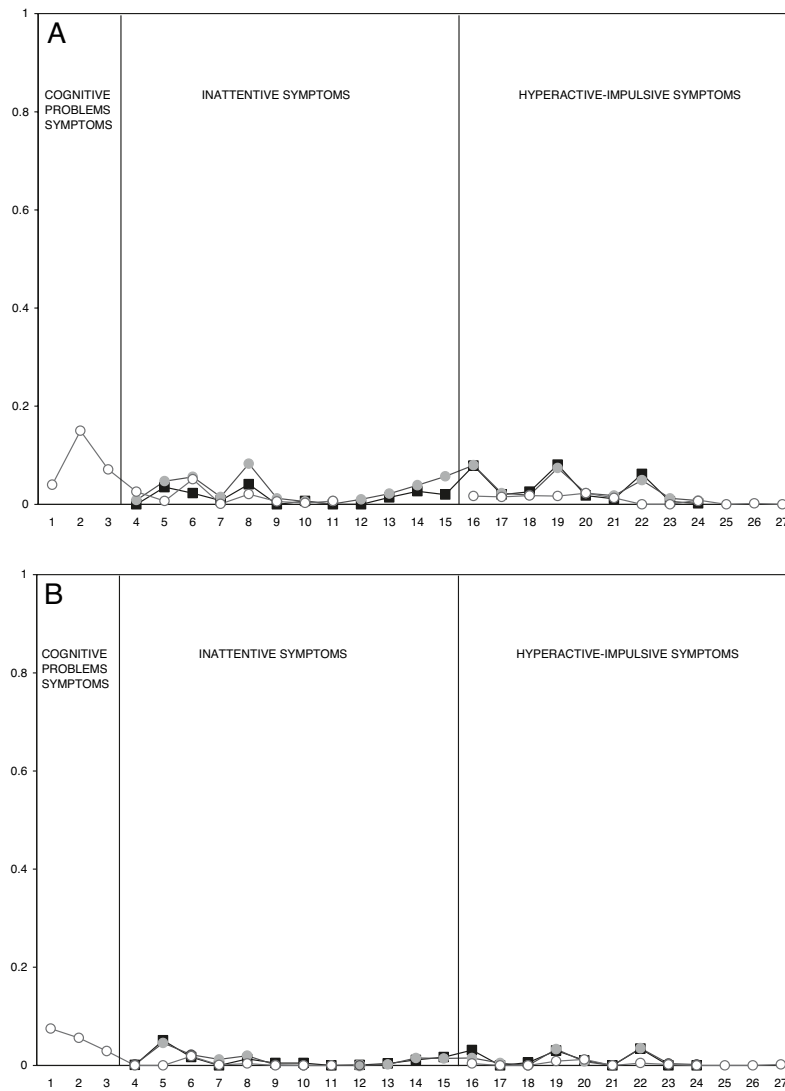 A
1
COGNITIVE
PROBLEMS
SYMPTOMS
INATTENTIVE SYMPTOMS
HYPERACTIVE-IMPULSIVE SYMPTOMS
0.8
0.6
0.4
0.2
0
1 2 3 4 5 6 7 8 9 10 11 12 13 14 15 16 17 18 19 20 21 22 23 24 25 26 27
B
1
COGNITIVE
PROBLEMS
SYMPTOMS
INATTENTIVE SYMPTOMS
HYPERACTIVE-IMPULSIVE SYMPTOMS
0.8
0.6
0.4
0.2
0
1 2 3 4 5 6 7 8 9 10 11 12 13 14 15 16 17 18 19 20 21 22 23 24 25 26 27